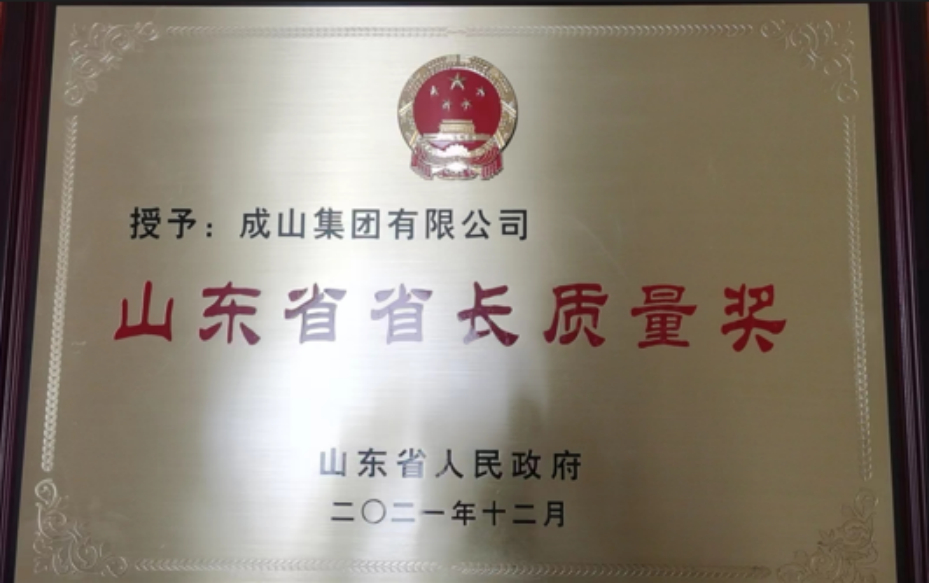 授予：成山集团有限公司
山东省省长质量奖
山东省人民政府
二〇二一年十二月